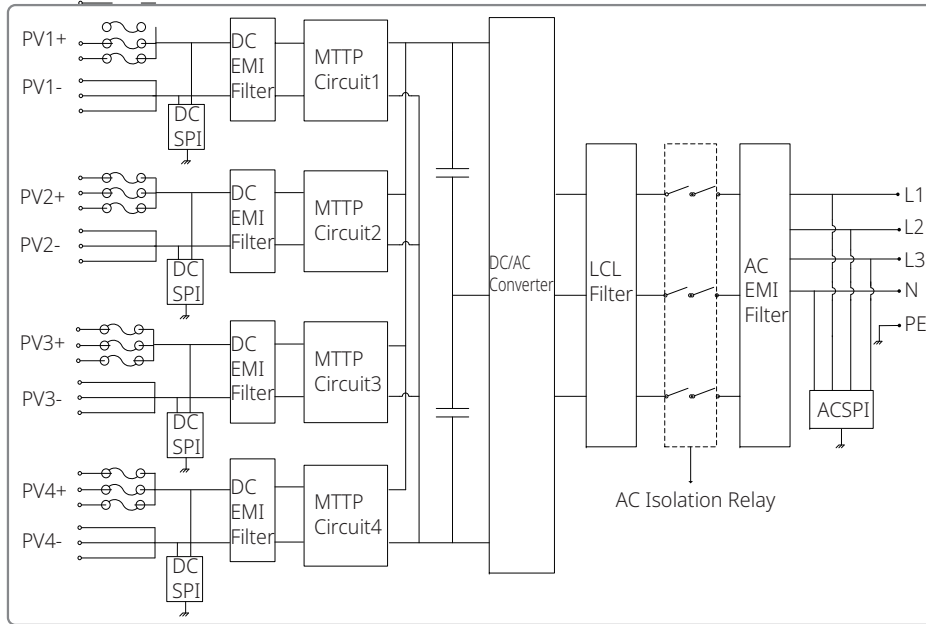 PV1+
PV1-
DC
SPI
DC
EMI
Filter
MTTP
Circuit1
PV2+
PV2-
DC
SPI
DC
EMI
Filter
MTTP
Circuit2
PV3+
PV3-
DC
SPI
DC
EMI
Filter
MTTP
Circuit3
PV4+
PV4-
DC
SPI
DC
EMI
Filter
MTTP
Circuit4
DC/AC
Converter
LCL
Filter
AC Isolation Relay
AC
EMI
Filter
L1
L2
L3
N
PE
ACSPI